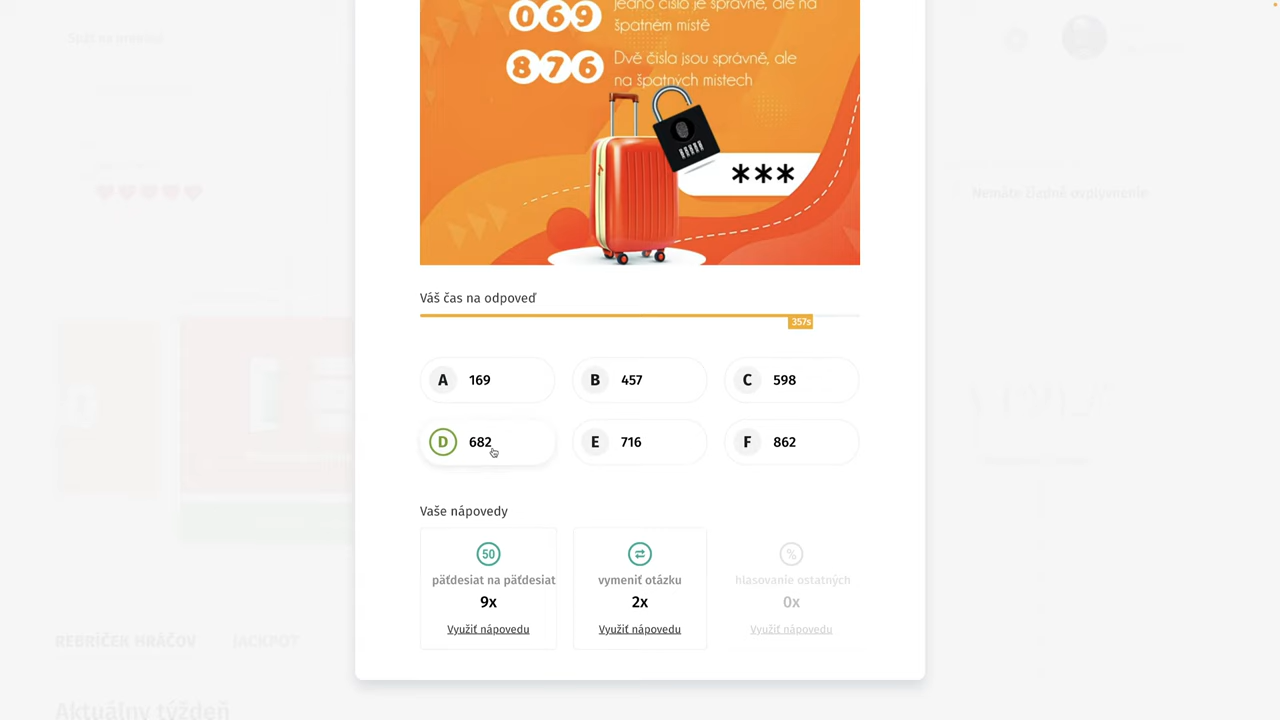 069
jedno číslo je správně, ale na
špatném místě
876
Dvě čísla jsou správně, ale
na špatných místech
***
Nemáte žiadné ovplyvnenie
Váš čas na odpoveď
357s
A 169
B 457
C 598
D 682
E 716
F 862
Vaše nápovedy
50
%
päťdesiat na päťdesiat
vymeniť otázku
hlasovanie ostatných
9x
2x
0x
Využiť nápovedu
Využiť nápovedu
Využiť nápovedu
REBRÍČEK HRÁČOV
JACKPOT
Aktuálny týždeň